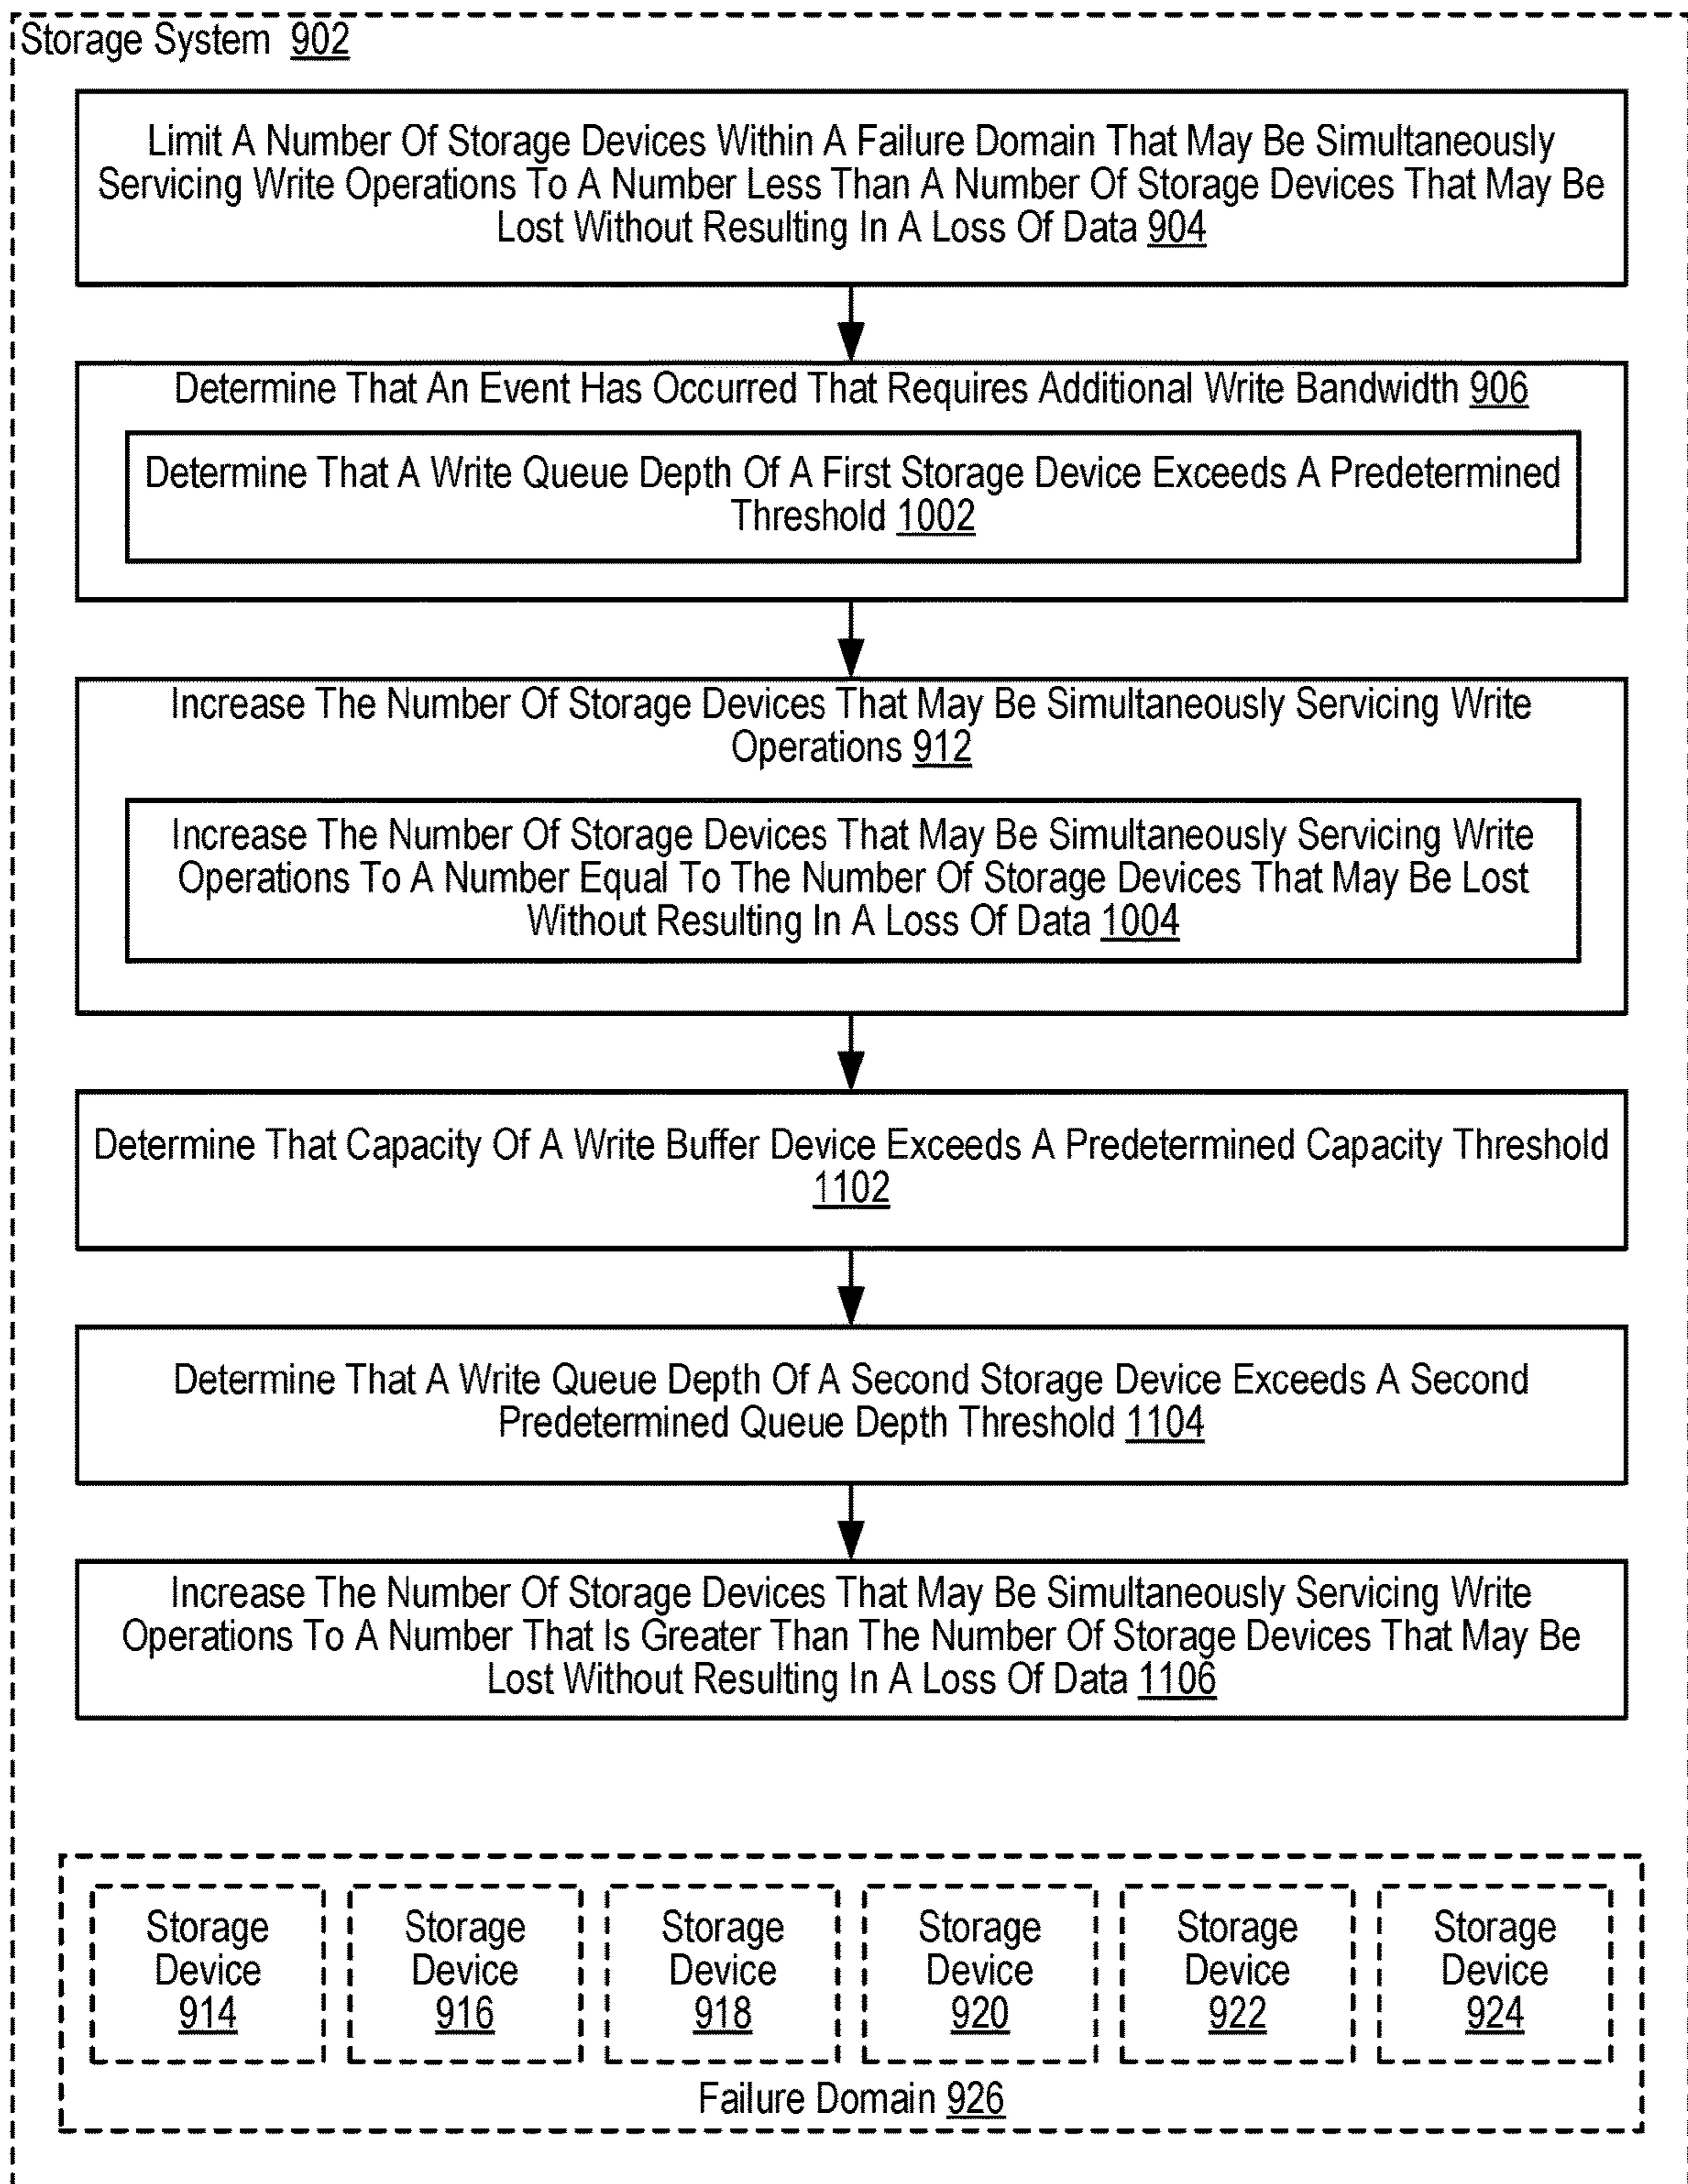 Storage System 902
Limit A Number Of Storage Devices Within A Failure Domain That May Be Simultaneously
Servicing Write Operations To A Number Less Than A Number Of Storage Devices That May Be
Lost Without Resulting In A Loss Of Data 904
Determine That An Event Has Occurred That Requires Additional Write Bandwidth 906
Determine That A Write Queue Depth Of A First Storage Device Exceeds A Predetermined
Threshold 1002
Increase The Number Of Storage Devices That May Be Simultaneously Servicing Write
Operations 912
Increase The Number Of Storage Devices That May Be Simultaneously Servicing Write
Operations To A Number Equal To The Number Of Storage Devices That May Be Lost
Without Resulting In A Loss Of Data 1004
Determine That Capacity Of A Write Buffer Device Exceeds A Predetermined Capacity Threshold
1102
Determine That A Write Queue Depth Of A Second Storage Device Exceeds A Second
Predetermined Queue Depth Threshold 1104
Increase The Number Of Storage Devices That May Be Simultaneously Servicing Write
Operations To A Number That Is Greater Than The Number Of Storage Devices That May Be
Lost Without Resulting In A Loss Of Data 1106
Storage
Device
914
Storage
Device
916
Storage
Device
918
Storage
Device
920
Storage
Device
922
Storage
Device
924
Failure Domain 926